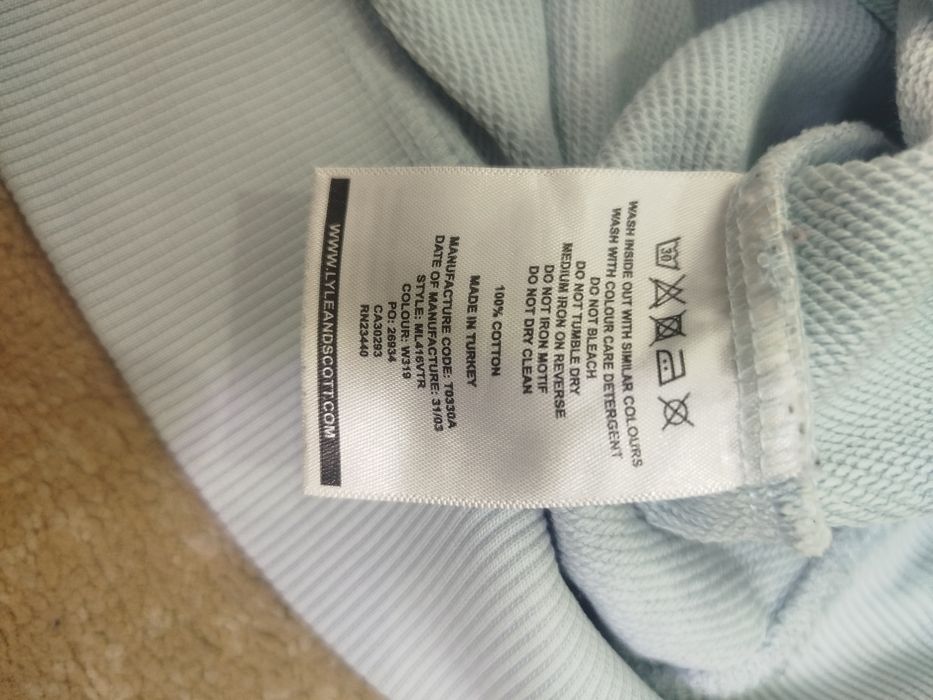 30
WASH INSIDE OUT WITH SIMILAR COLOURS
WASH WITH COLOUR CARE DETERGENT
DO NOT BLEACH
DO NOT TUMBLE DRY
MEDIUM IRON ON REVERSE
DO NOT IRON MOTIF
DO NOT DRY CLEAN
100% COTTON
MADE IN TURKEY
MANUFACTURE CODE: T0330A
DATE OF MANUFACTURE: 31/03
STYLE: ML416VTR
COLOUR: W319
PO: 26934
CA30293
RN23440
WWW.LYLEANDSCOTT.COM